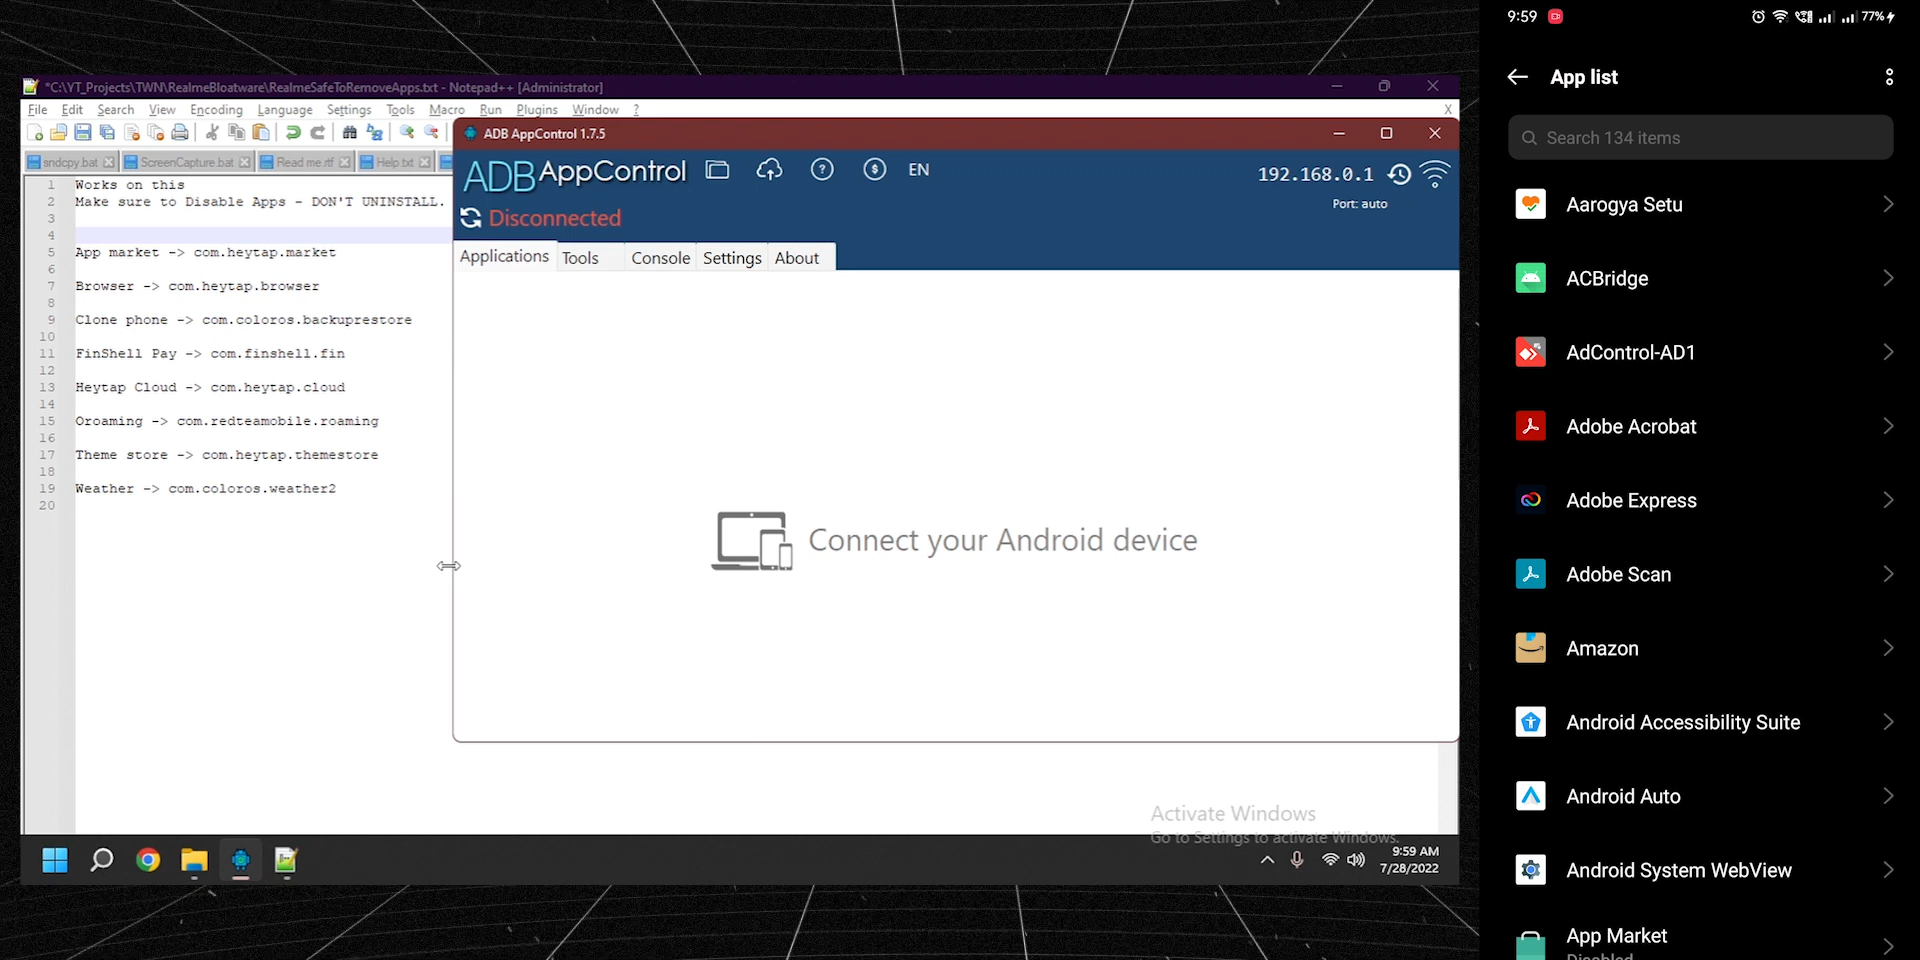 *C:\YT_Projects\TWN\RealmeBloatware\RealmeSafeToRemoveApps.txt - Notepad++ [Administrator]
File Edit Search View Encoding Language Settings Tools Macro Run Plugins Window ?
X
sndcpy.bat ScreenCapture.bat Read me.rtf Help.txt
1 Works on this
2 Make sure to Disable Apps - DON'T UNINSTALL.
3
4
5 App market -> com.heytap.market
6
7 Browser -> com.heytap.browser
8
9 Clone phone -> com.coloros.backuprestore
10
11 FinShell Pay -> com.finshell.fin
12
13 Heytap Cloud -> com.heytap.cloud
14
15 Oroaming -> com.redteamobile.roaming
16
17 Theme store -> com.heytap.themestore
18
19 Weather -> com.coloros.weather2
20
ADB AppControl 1.7.5
ADB AppControl ? $ EN
192.168.0.1
Port: auto
Disconnected
Applications Tools Console Settings About
Connect your Android device
Activate Windows
Go to Settings to activate Windows.
9:59 AM
7/28/2022
9:59 77%
App list
Search 134 items
Aarogya Setu
ACBridge
AdControl-AD1
Adobe Acrobat
Adobe Express
Adobe Scan
Amazon
Android Accessibility Suite
Android Auto
Android System WebView
App Market
Disabled